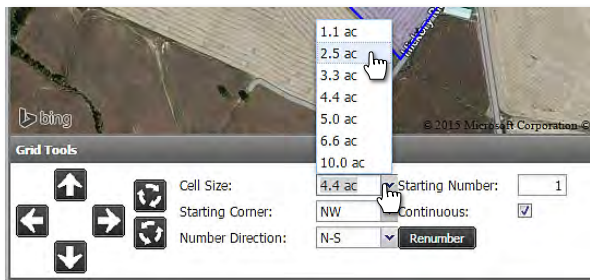 1.1 ac
2.5 ac
3.3 ac
4.4 ac
5.0 ac
6.6 ac
10.0 ac
bing
© 2015 Microsoft Corporation ©
Grid Tools
Cell Size: 4.4 ac Starting Number: 1
Starting Corner: NW Continuous:
Number Direction: N-S Renumber